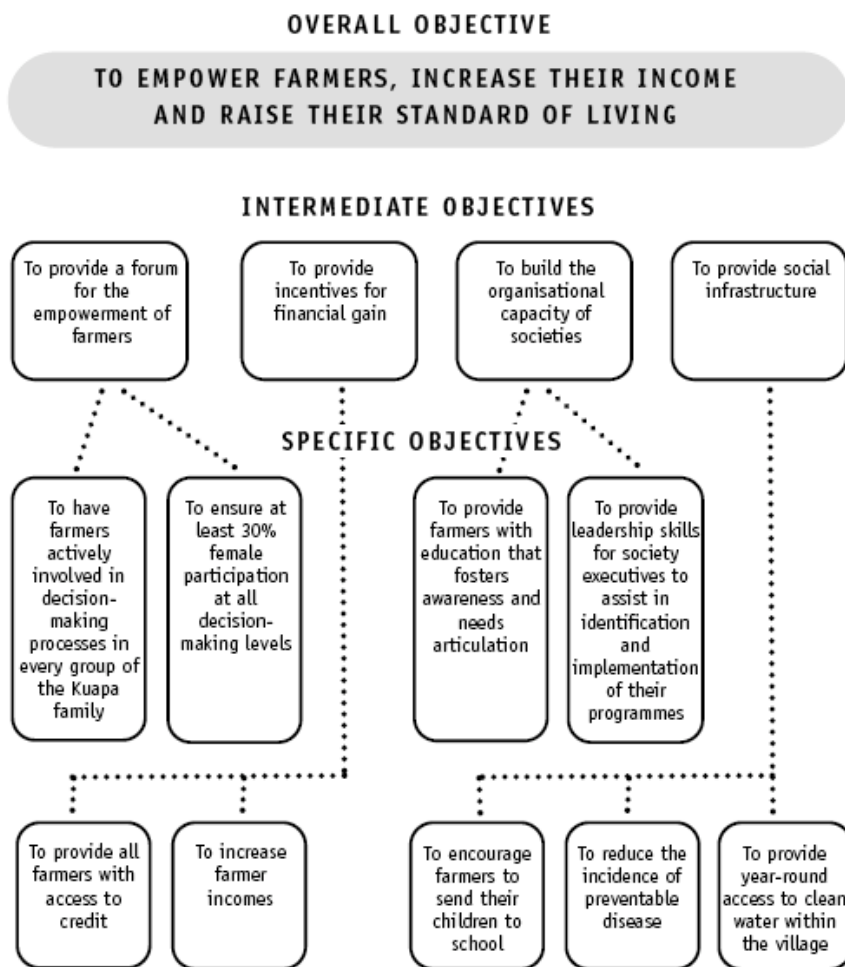 OVERALL OBJECTIVE
TO EMPOWER FARMERS, INCREASE THEIR INCOME
AND RAISE THEIR STANDARD OF LIVING
INTERMEDIATE OBJECTIVES
To provide a forum
for the
empowerment of
farmers
To provide
incentives for
financial gain
To build the
organisational
capacity of
societies
To provide social
infrastructure
SPECIFIC OBJECTIVES
To have
farmers
actively
involved in
decision-
making
processes in
every group of
the Kuapa
family
To ensure at
least 30%
female
participation
at all
decision-
making levels
To provide
farmers with
education that
fosters
awareness and
needs
articulation
To provide
leadership skills
for society
executives to
assist in
identification
and
implementation
of their
programmes
To provide all
farmers with
access to
credit
To increase
farmer
incomes
To encourage
farmers to
send their
children to
school
To reduce the
incidence of
preventable
disease
To provide
year-round
access to clean
water within
the village